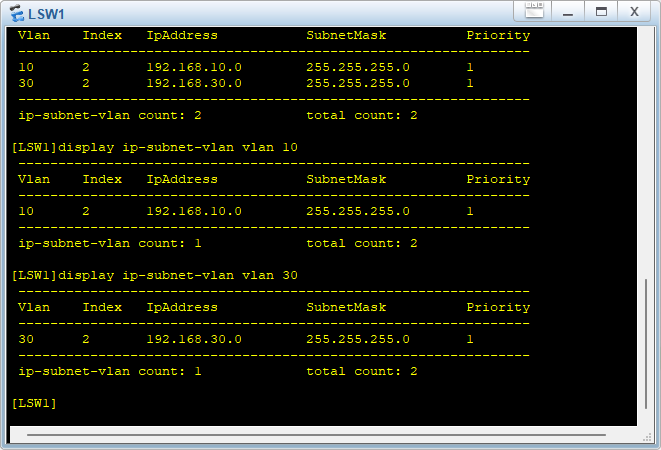 LSW1
Vlan Index IpAddress SubnetMask Priority
----------------------------------------------------------------
10 2 192.168.10.0 255.255.255.0 1
30 2 192.168.30.0 255.255.255.0 1
----------------------------------------------------------------
ip-subnet-vlan count: 2 total count: 2
[LSW1]display ip-subnet-vlan vlan 10
----------------------------------------------------------------
Vlan Index IpAddress SubnetMask Priority
----------------------------------------------------------------
10 2 192.168.10.0 255.255.255.0 1
----------------------------------------------------------------
ip-subnet-vlan count: 1 total count: 2
[LSW1]display ip-subnet-vlan vlan 30
----------------------------------------------------------------
Vlan Index IpAddress SubnetMask Priority
----------------------------------------------------------------
30 2 192.168.30.0 255.255.255.0 1
----------------------------------------------------------------
ip-subnet-vlan count: 1 total count: 2
[LSW1]